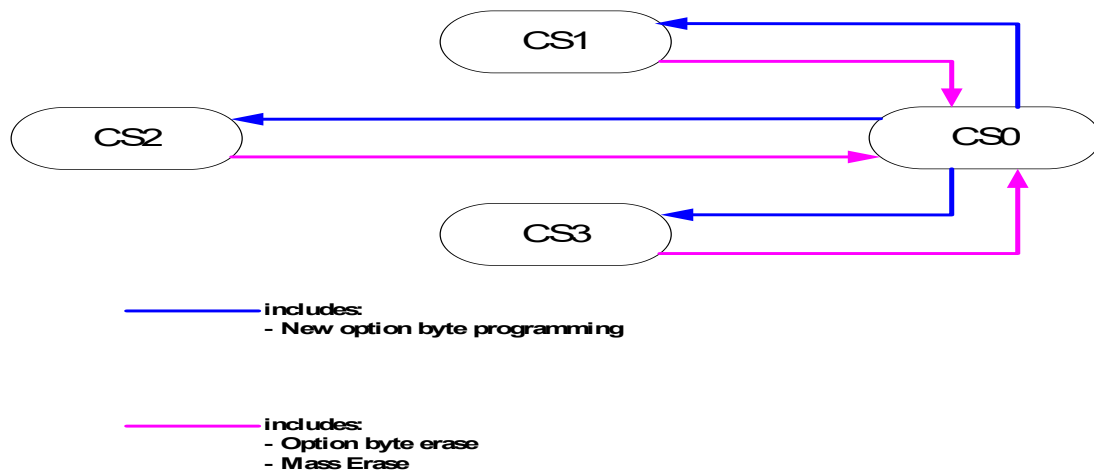 CS1
CS2
CS0
CS3
includes:
- New option byte programming
includes:
- Option byte erase
- Mass Erase